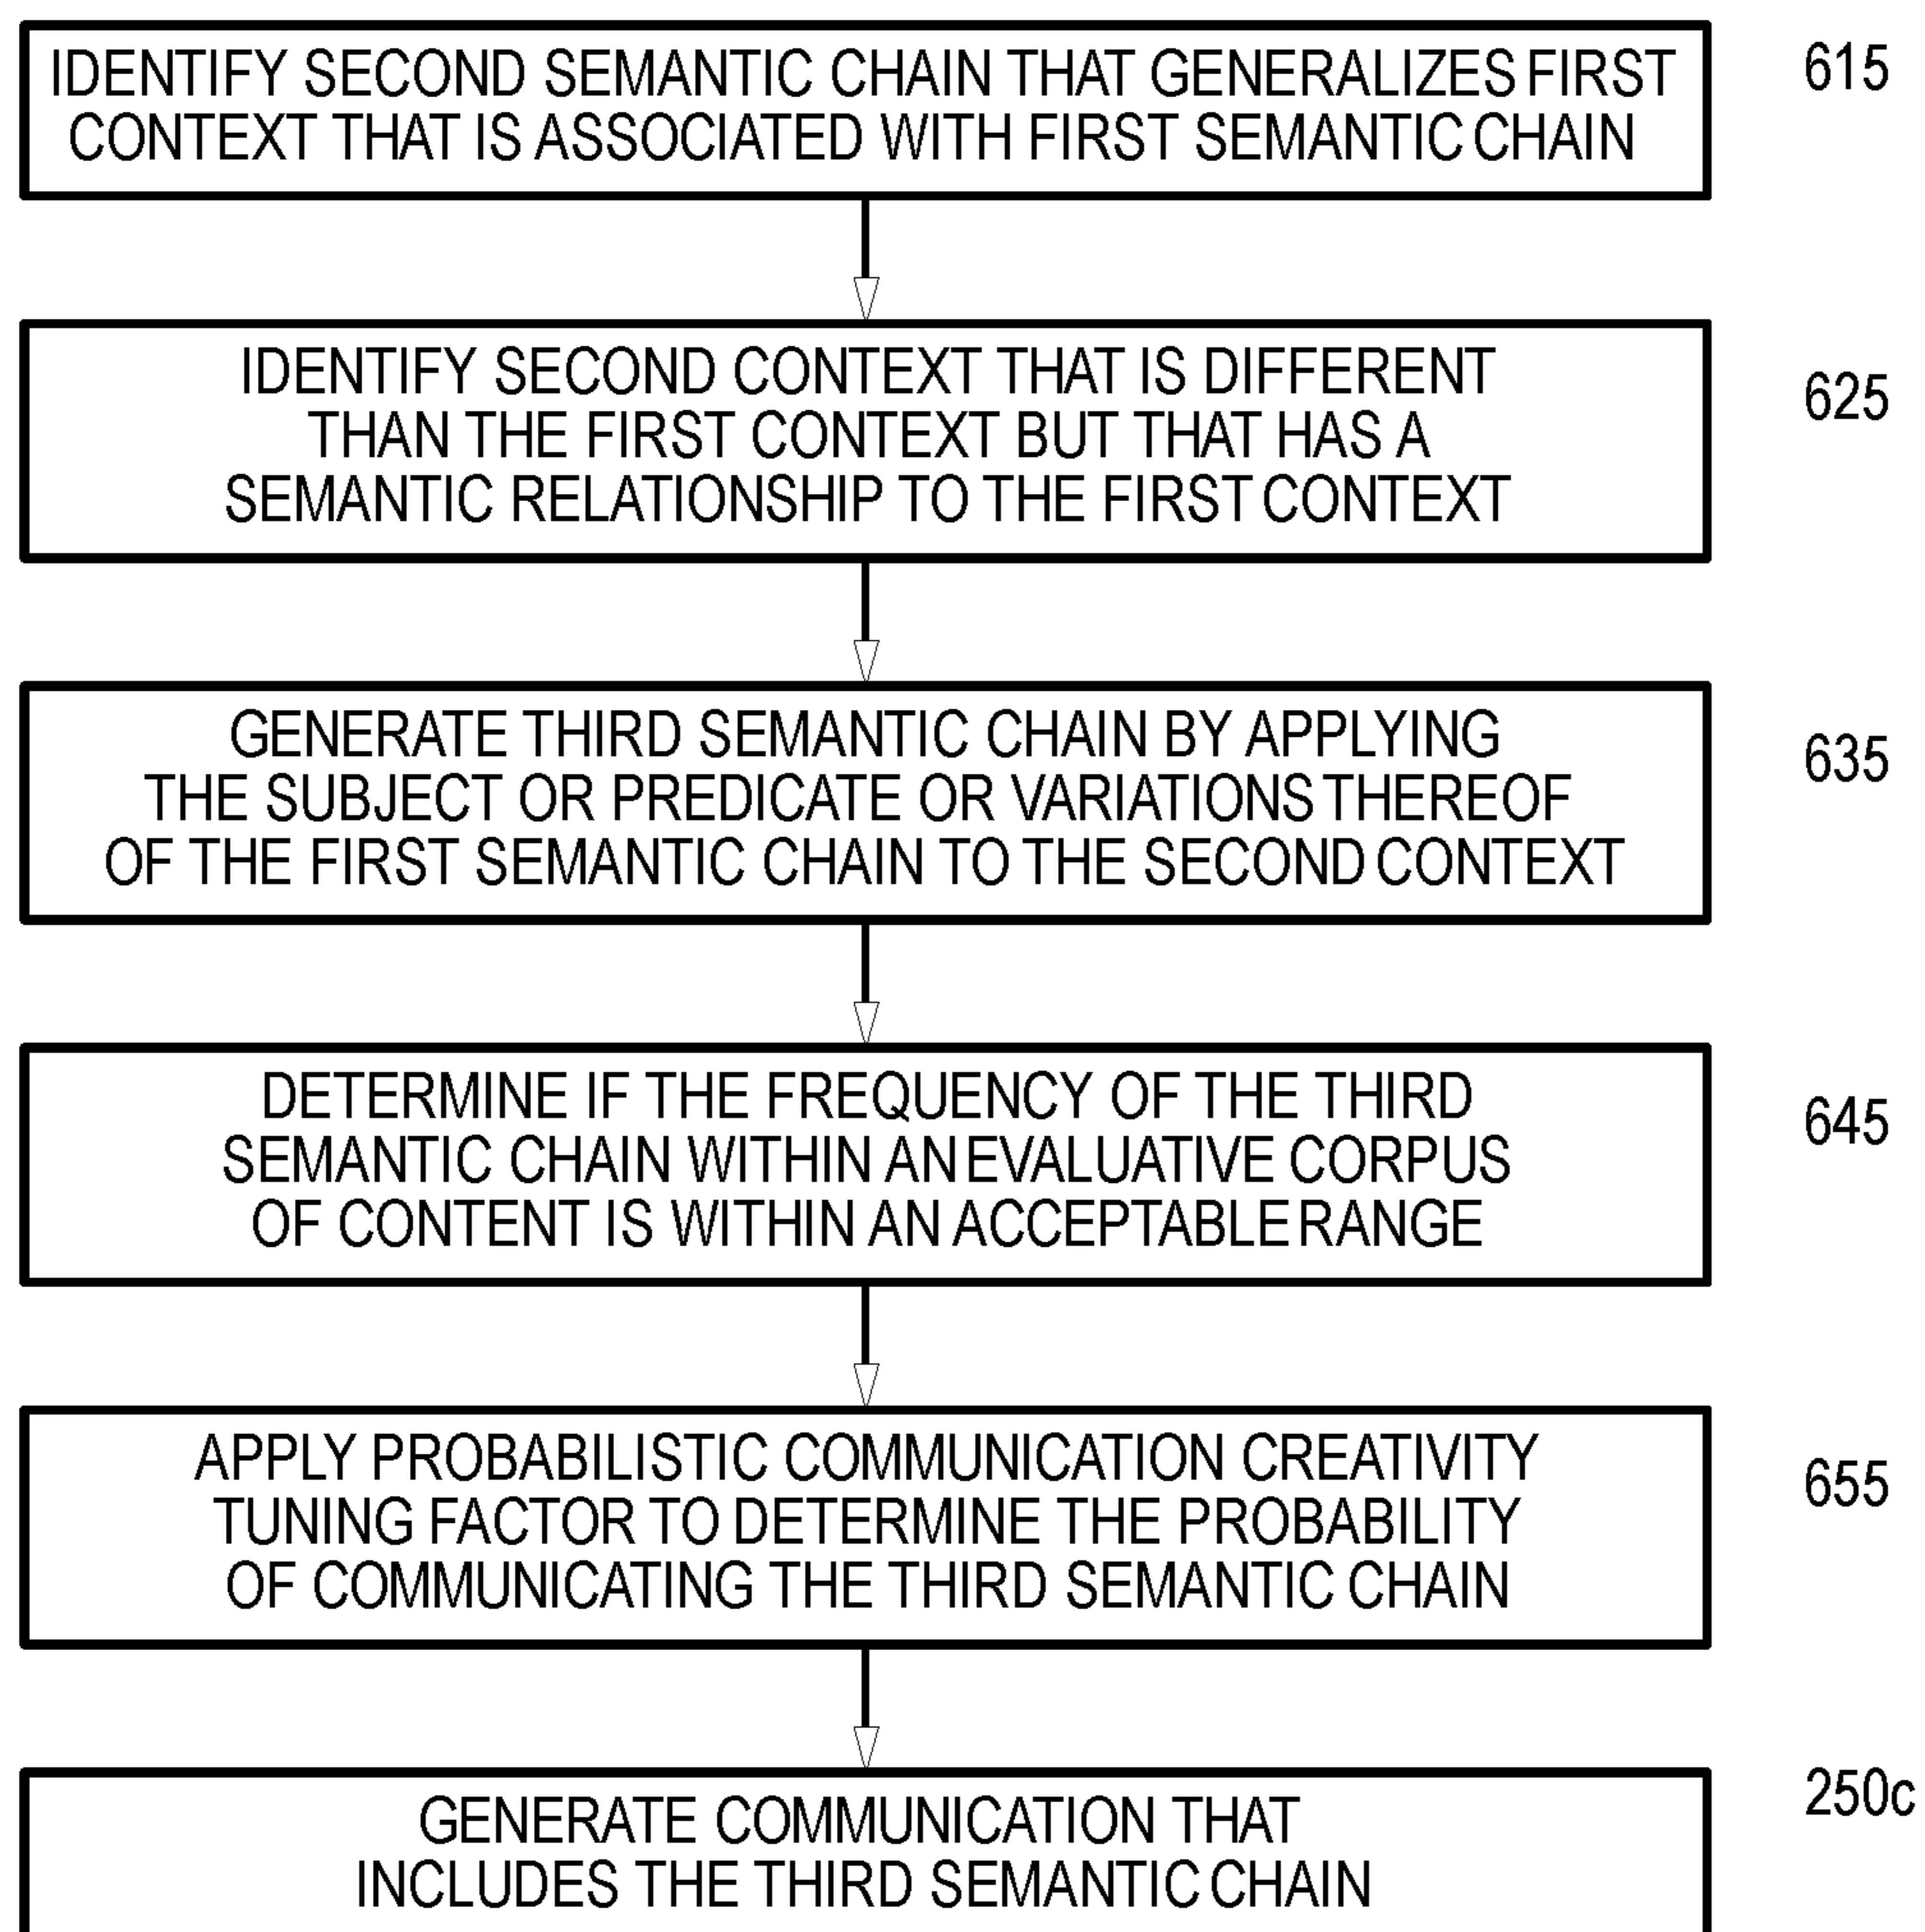 IDENTIFY SECOND SEMANTIC CHAIN THAT GENERALIZES FIRST
CONTEXT THAT IS ASSOCIATED WITH FIRST SEMANTIC CHAIN
615
IDENTIFY SECOND CONTEXT THAT IS DIFFERENT
THAN THE FIRST CONTEXT BUT THAT HAS A
SEMANTIC RELATIONSHIP TO THE FIRST CONTEXT
625
GENERATE THIRD SEMANTIC CHAIN BY APPLYING
THE SUBJECT OR PREDICATE OR VARIATIONS THEREOF
OF THE FIRST SEMANTIC CHAIN TO THE SECOND CONTEXT
635
DETERMINE IF THE FREQUENCY OF THE THIRD
SEMANTIC CHAIN WITHIN AN EVALUATIVE CORPUS
OF CONTENT IS WITHIN AN ACCEPTABLE RANGE
645
APPLY PROBABILISTIC COMMUNICATION CREATIVITY
TUNING FACTOR TO DETERMINE THE PROBABILITY
OF COMMUNICATING THE THIRD SEMANTIC CHAIN
655
GENERATE COMMUNICATION THAT
INCLUDES THE THIRD SEMANTIC CHAIN
250c